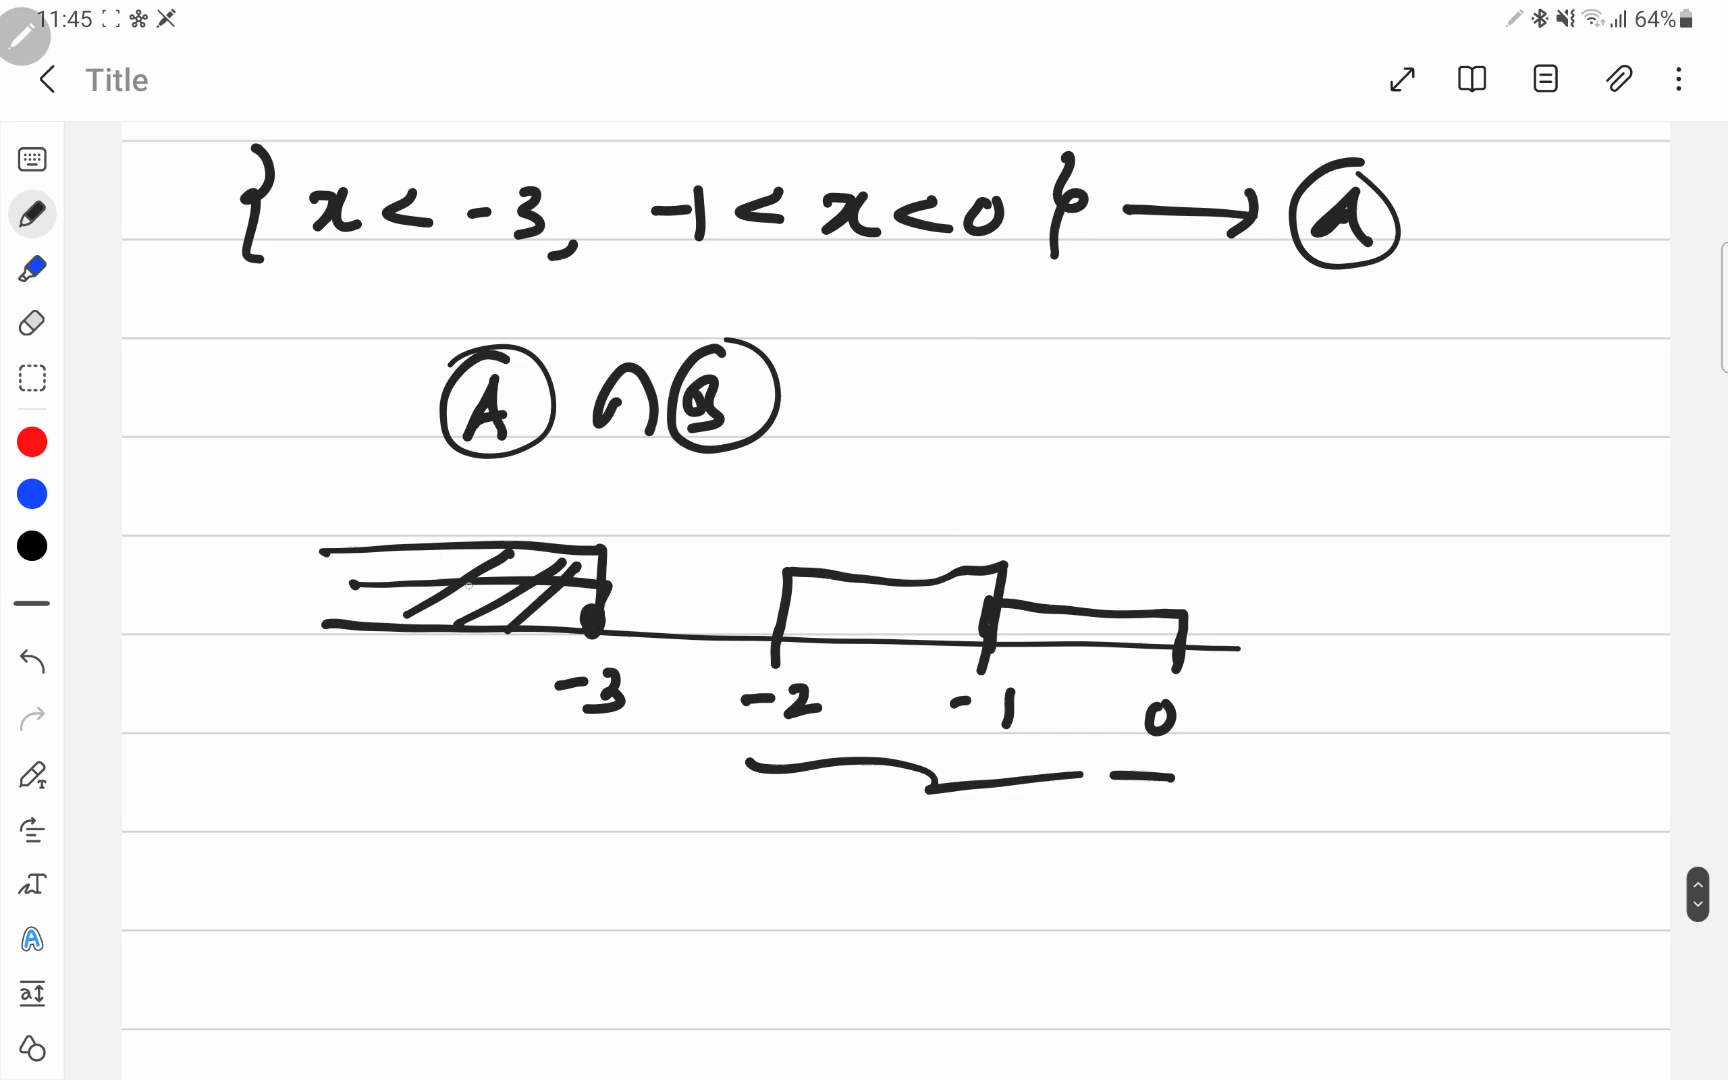 11:45 64%
Title
{ x < -3, -1 < x < 0 } → A
A ∩ B
-3 -2 -1 0